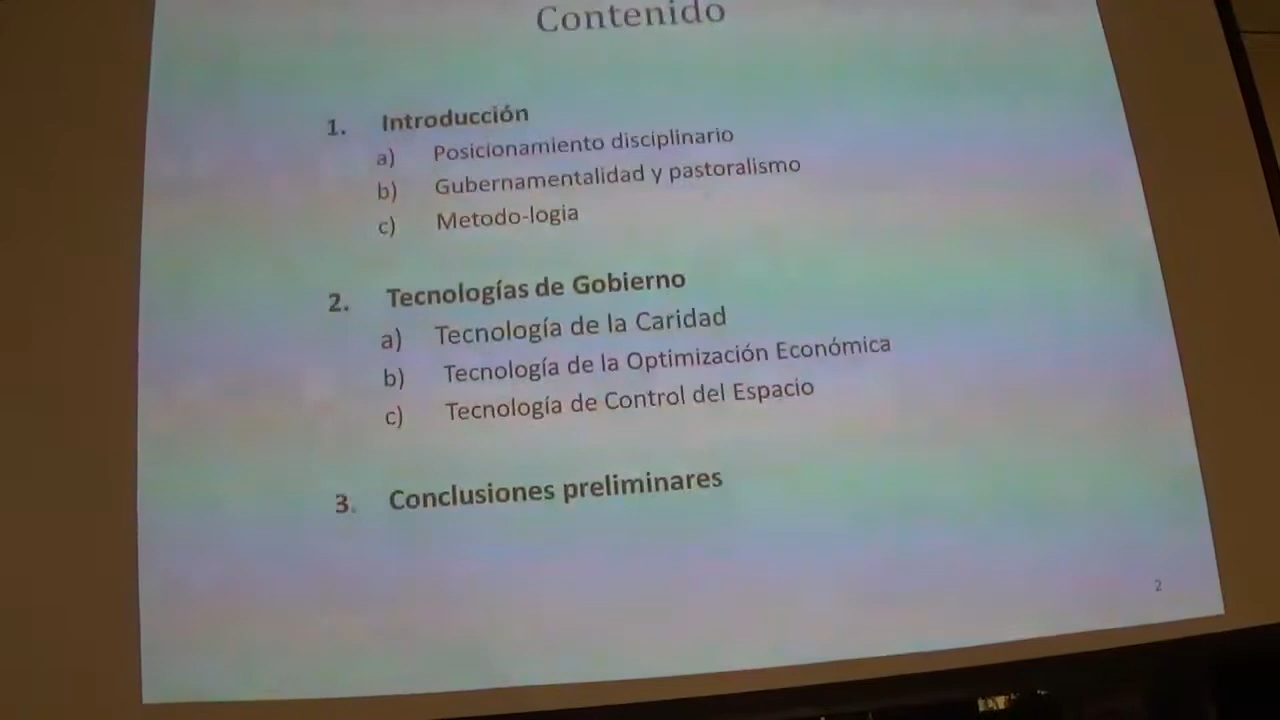 Contenido
1. Introducción
a) Posicionamiento disciplinario
b) Gubernamentalidad y pastoralismo
c) Metodo-logia
2. Tecnologías de Gobierno
a) Tecnología de la Caridad
b) Tecnología de la Optimización Económica
c) Tecnología de Control del Espacio
3. Conclusiones preliminares
2